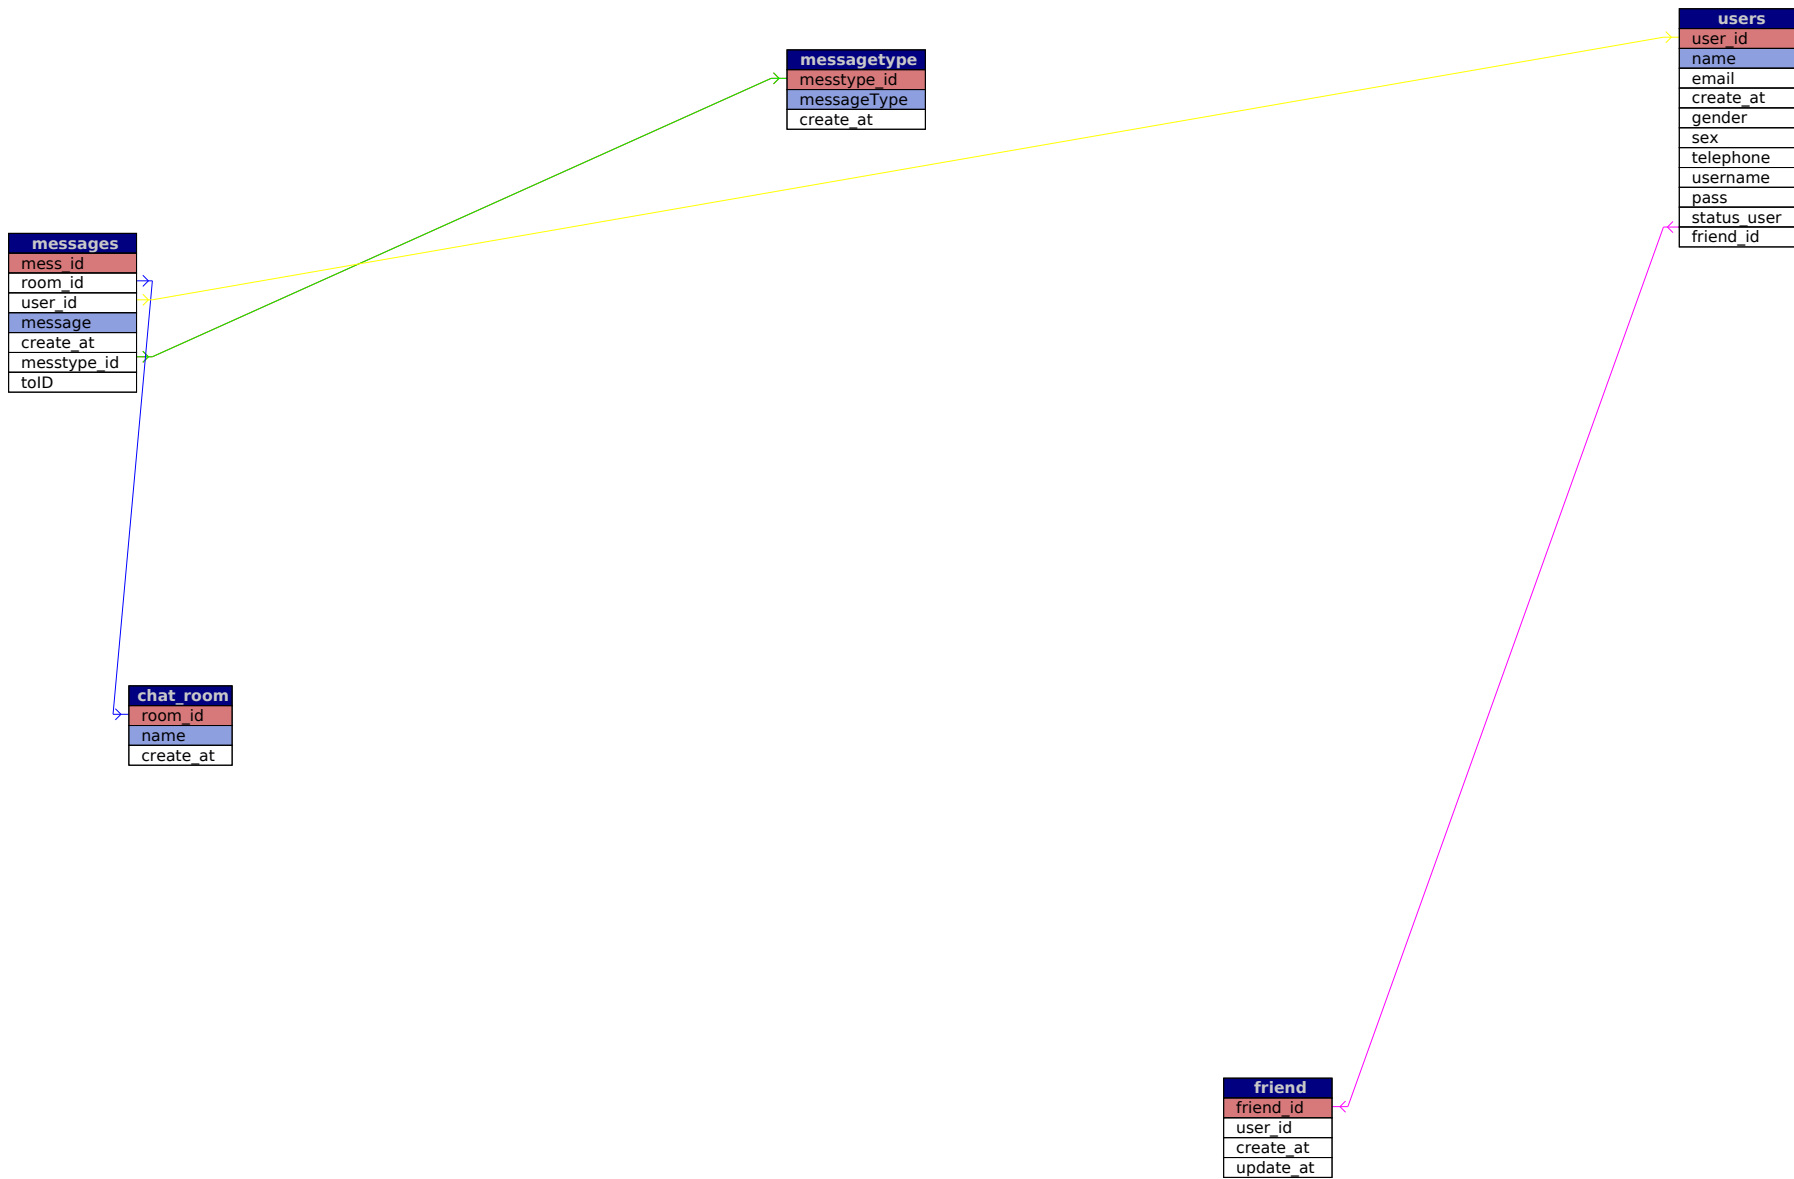 users
user_id
name
email
create_at
gender
sex
telephone
username
pass
status_user
friend_id
messagetype
messtype_id
messageType
create_at
messages
mess_id
room_id
user_id
message
create_at
messtype_id
toID
chat_room
room_id
name
create_at
friend
friend_id
user_id
create_at
update_at